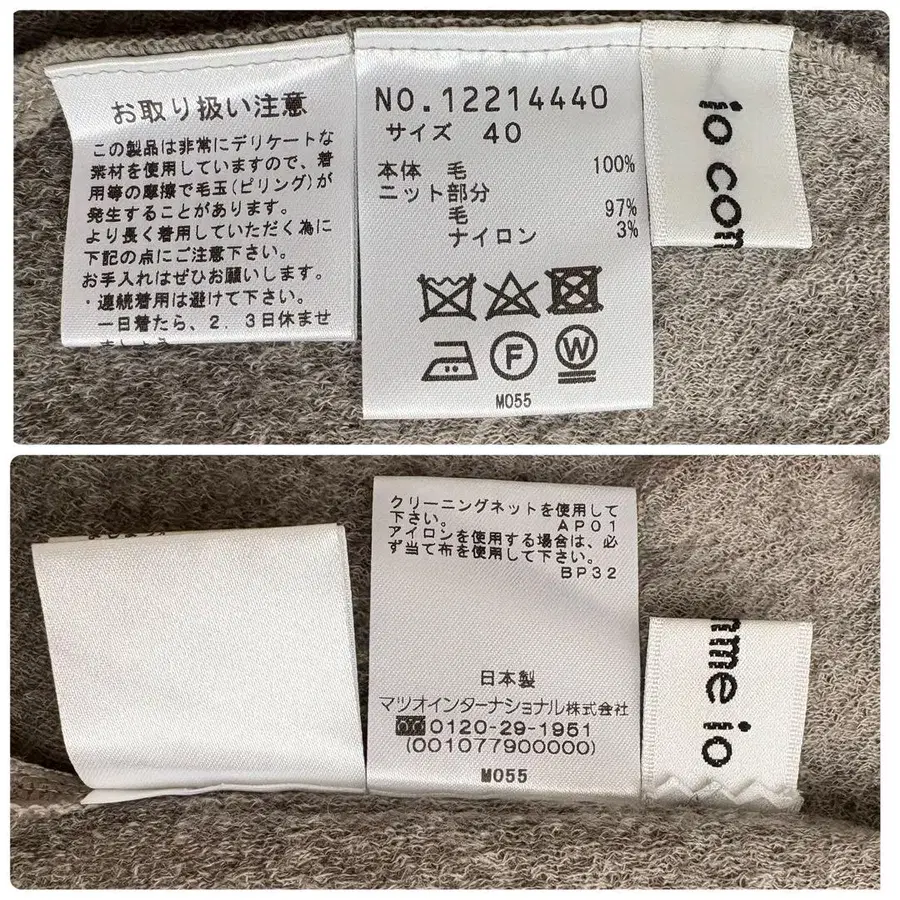 お取り扱い注意
この製品は非常にデリケートな
素材を使用していますので、着
用等の摩擦で毛玉(ピリング)が
発生することがあります。
より長く着用していただく為に
下記の点にご注意下さい。
お手入れはぜひお願いします。
・連続着用は避けて下さい。
一日着たら、2.3日休ませ
ましょう
NO.12214440
サイズ 40
本体 毛 100%
ニット部分
毛 97%
ナイロン 3%
F
W
M055
io com
クリーニングネットを使用して
下さい。 AP01
アイロンを使用する場合は、必
ず当て布を使用して下さい。
BP32
日本製
マツオインターナショナル株式会社
0120-29-1951
(001077900000)
M055
mme io